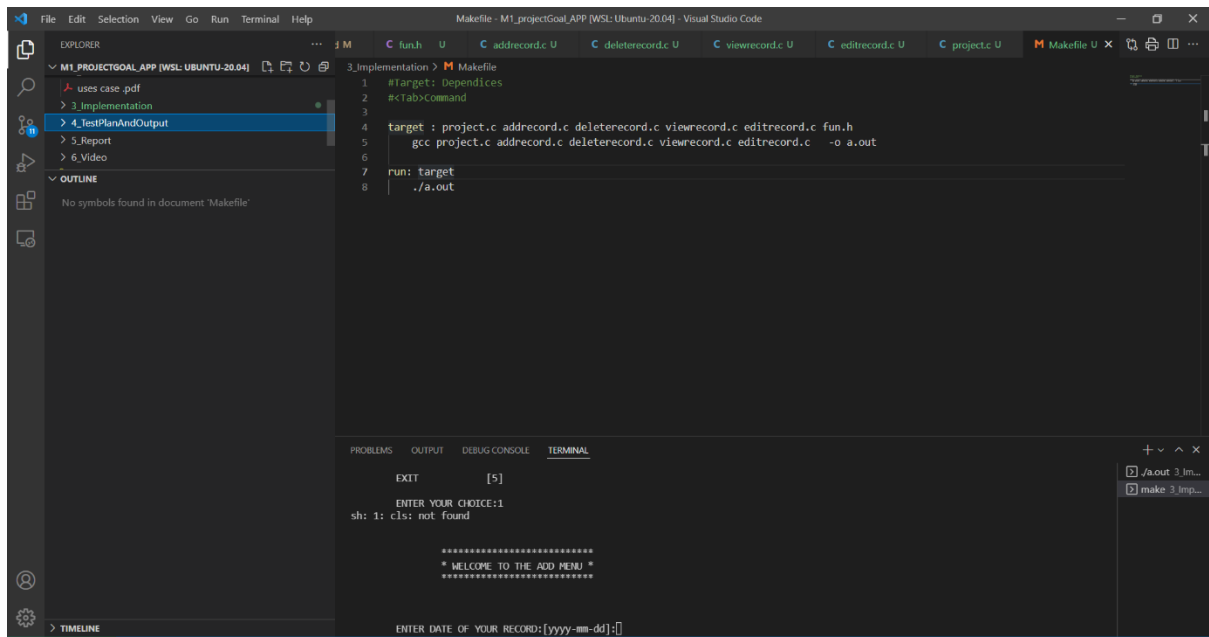 File Edit Selection View Go Run Terminal Help
Makefile - M1_projectGoal_APP [WSL: Ubuntu-20.04] - Visual Studio Code
EXPLORER
M1_PROJECTGOAL_APP [WSL: UBUNTU-20.04]
uses case .pdf
3_Implementation
4_TestPlanAndOutput
5_Report
6_Video
OUTLINE
No symbols found in document 'Makefile'
TIMELINE
11
M C fun.h U C addrecord.c U C deleterecord.c U C viewrecord.c U C editrecord.c U C project.c U M Makefile U
3_Implementation > M Makefile
1 #Target: Dependices
2 #<Tab>Command
3
4 target : project.c addrecord.c deleterecord.c viewrecord.c editrecord.c fun.h
5 gcc project.c addrecord.c deleterecord.c viewrecord.c editrecord.c -o a.out
6
7 run: target
8 ./a.out
PROBLEMS OUTPUT DEBUG CONSOLE TERMINAL
EXIT [5]
ENTER YOUR CHOICE:1
sh: 1: cls: not found
***************************
* WELCOME TO THE ADD MENU *
***************************
ENTER DATE OF YOUR RECORD:[yyyy-mm-dd]:
./a.out 3_Im...
make 3_Imp...